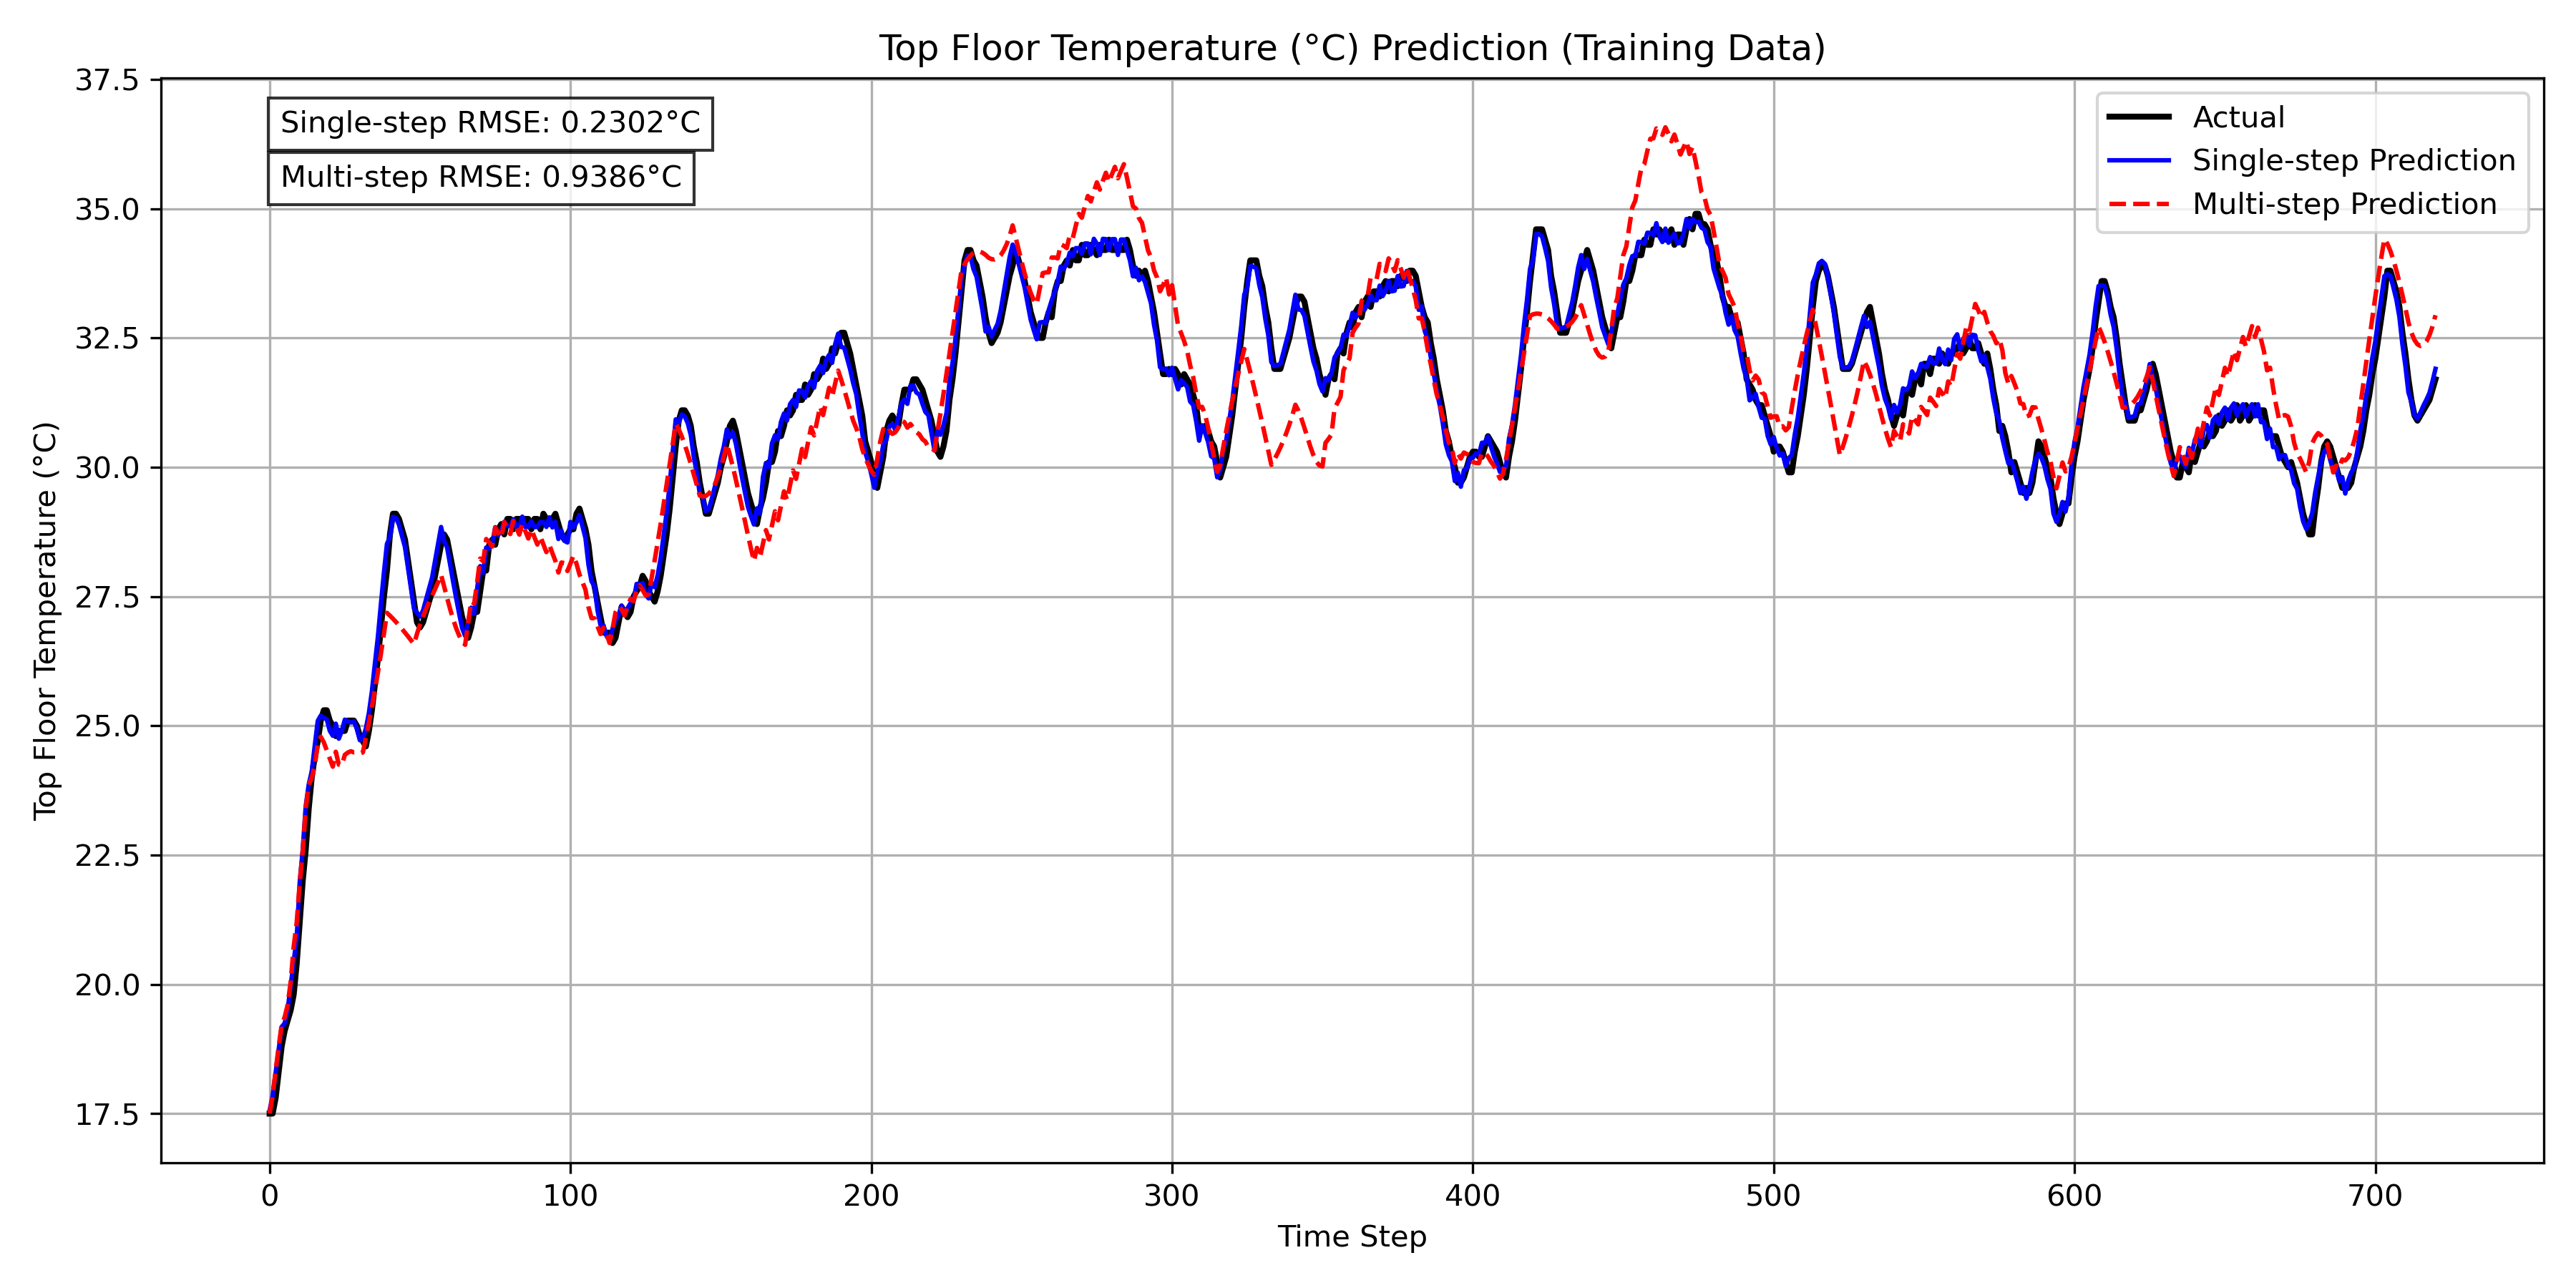 Top Floor Temperature (°C) Prediction (Training Data)
Single-step RMSE: 0.2302°C
Multi-step RMSE: 0.9386°C
Actual
Single-step Prediction
Multi-step Prediction
Top Floor Temperature (°C)
37.5
35.0
32.5
30.0
27.5
25.0
22.5
20.0
17.5
0 100 200 300 400 500 600 700
Time Step